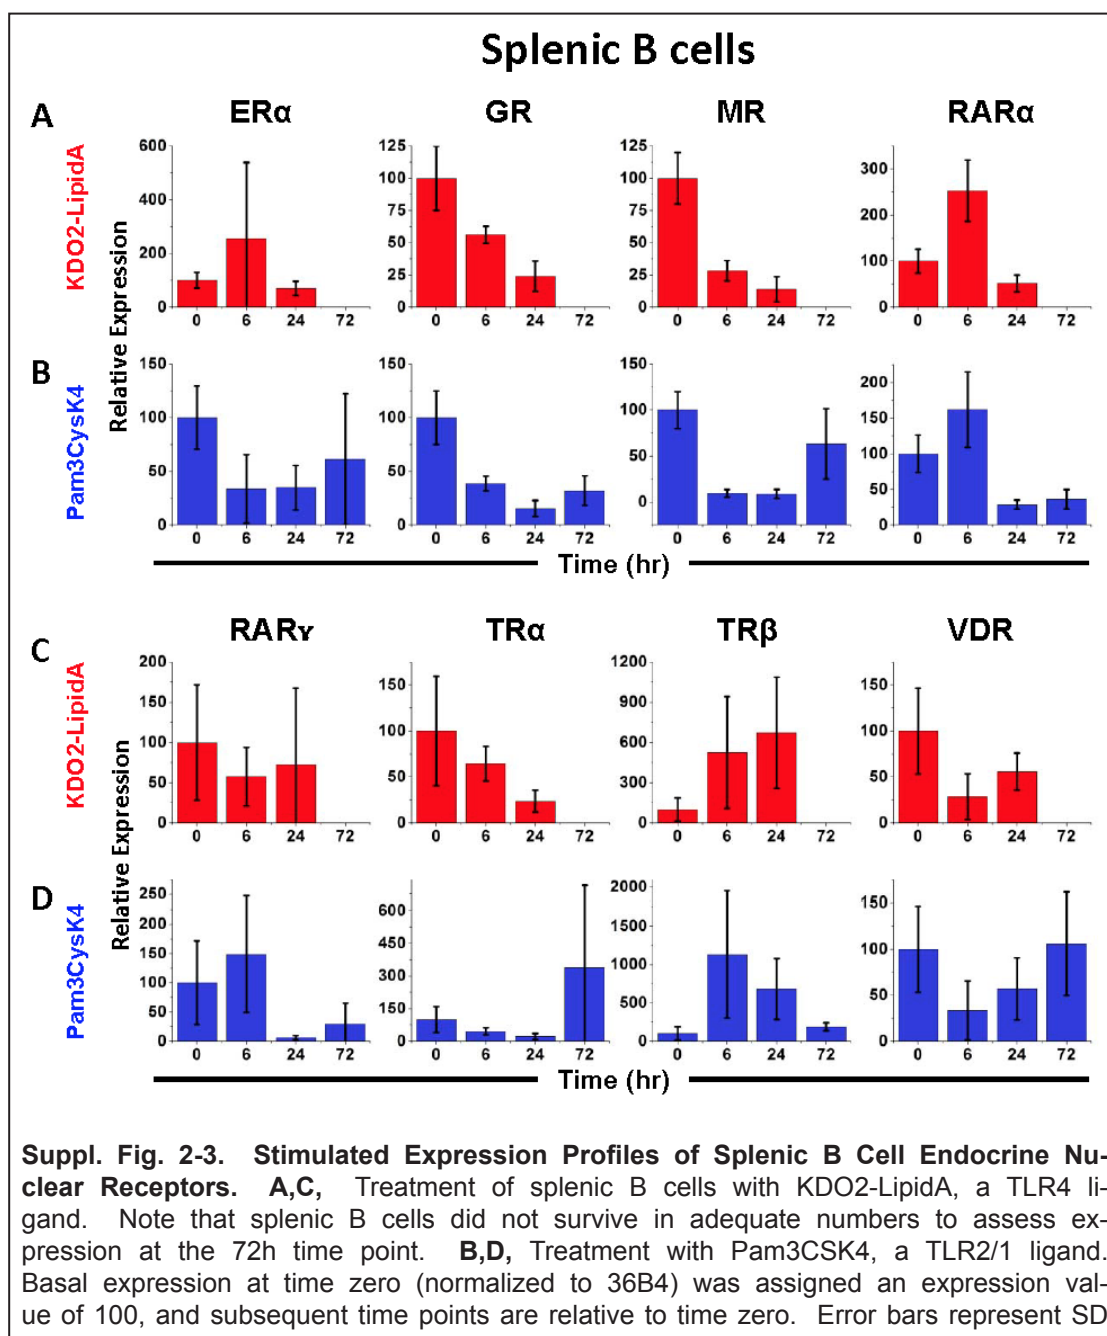 Splenic B cells
A
ERα GR MR RARα
KDO2-LipidA
Relative Expression
600
400
200
0
0 6 24 72
125
100
75
50
25
0
0 6 24 72
125
100
75
50
25
0
0 6 24 72
300
200
100
0
0 6 24 72
B
Pam3CysK4
150
100
50
0
0 6 24 72
150
100
50
0
0 6 24 72
150
100
50
0
0 6 24 72
200
150
100
50
0
0 6 24 72
Time (hr)
C
RARɤ TRα TRβ VDR
KDO2-LipidA
Relative Expression
200
150
100
50
0
0 6 24 72
150
100
50
0
0 6 24 72
1200
900
600
300
0
0 6 24 72
150
100
50
0
0 6 24 72
D
Pam3CysK4
250
200
150
100
50
0
0 6 24 72
600
450
300
150
0
0 6 24 72
2000
1500
1000
500
0
0 6 24 72
150
100
50
0
0 6 24 72
Time (hr)
Suppl. Fig. 2-3. Stimulated Expression Profiles of Splenic B Cell Endocrine Nu-
clear Receptors. A,C, Treatment of splenic B cells with KDO2-LipidA, a TLR4 li-
gand. Note that splenic B cells did not survive in adequate numbers to assess ex-
pression at the 72h time point. B,D, Treatment with Pam3CSK4, a TLR2/1 ligand.
Basal expression at time zero (normalized to 36B4) was assigned an expression val-
ue of 100, and subsequent time points are relative to time zero. Error bars represent SD